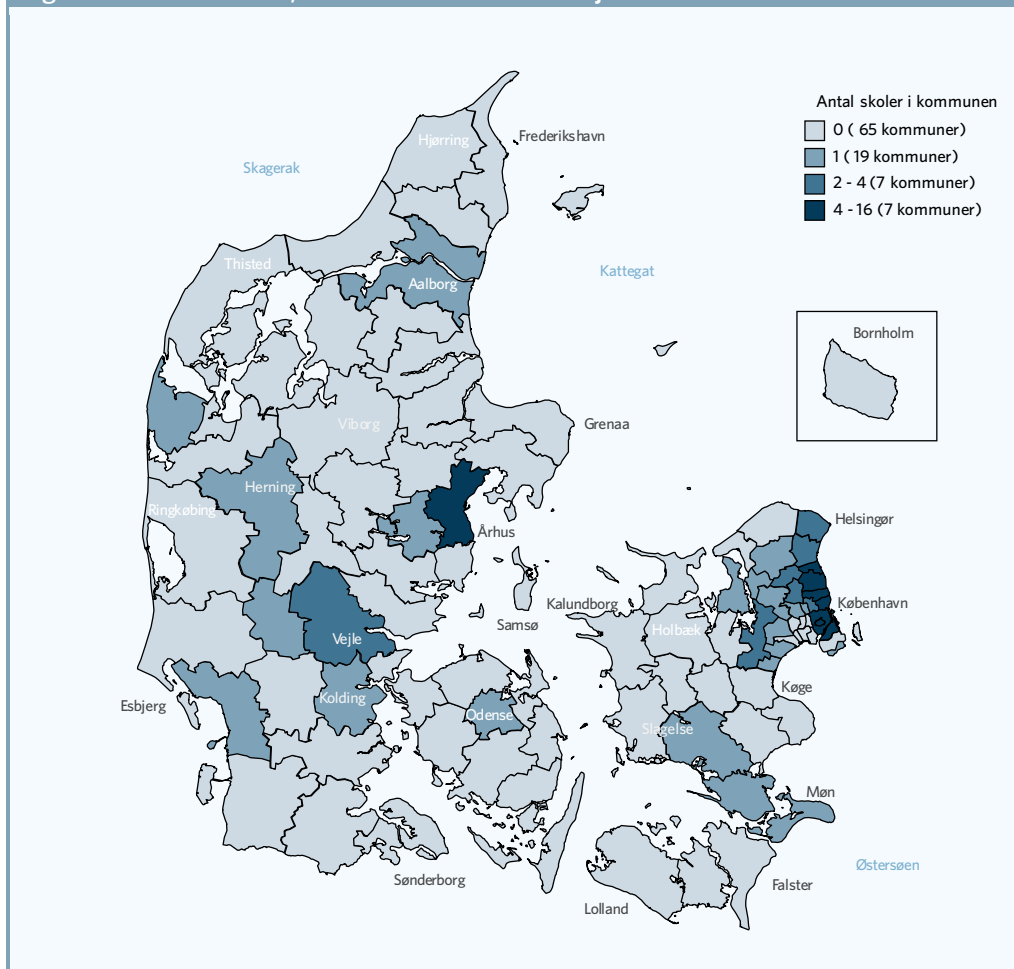 Antal skoler i kommunen
0 ( 65 kommuner)
1 ( 19 kommuner)
2 - 4 (7 kommuner)
4 - 16 (7 kommuner)
Hjørring
Frederikshavn
Skagerak
Thisted
Kattegat
Aalborg
Bornholm
Viborg
Grenaa
Herning
Ringkøbing
Århus
Helsingør
Kalundborg
København
Samsø
Holbæk
Vejle
Køge
Esbjerg
Kolding
Odense
Slagelse
Møn
Østersøen
Sønderborg
Falster
Lolland